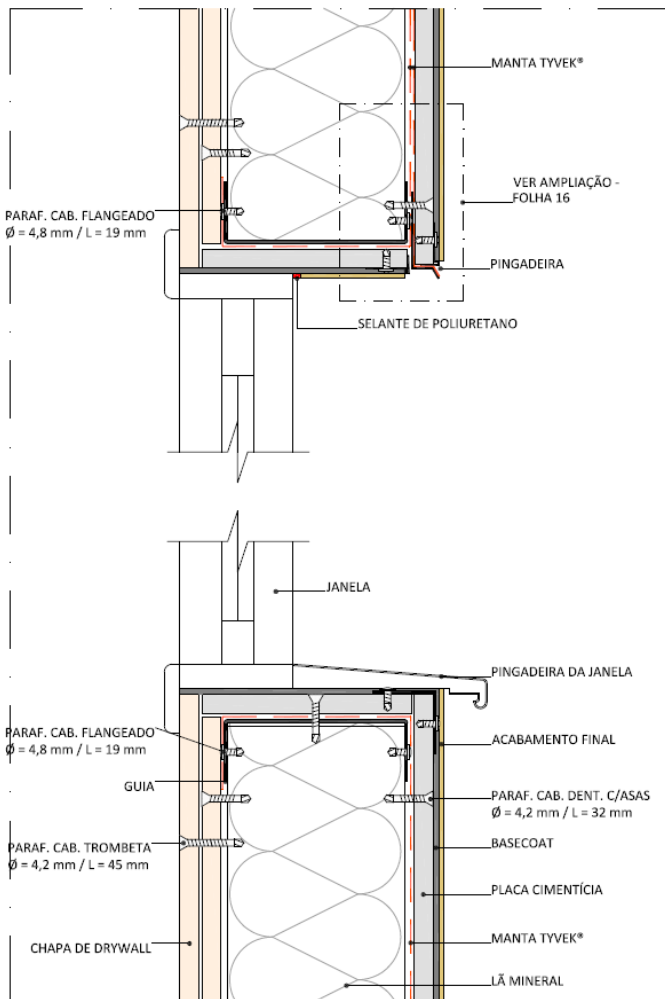 MANTA TYVEK®
VER AMPLIAÇÃO -
FOLHA 16
PARAF. CAB. FLANGEADO
Ø = 4,8 mm / L = 19 mm
PINGADEIRA
SELANTE DE POLIURETANO
JANELA
PINGADEIRA DA JANELA
PARAF. CAB. FLANGEADO
Ø = 4,8 mm / L = 19 mm
ACABAMENTO FINAL
GUIA
PARAF. CAB. DENT. C/ASAS
Ø = 4,2 mm / L = 32 mm
PARAF. CAB. TROMBETA
Ø = 4,2 mm / L = 45 mm
BASECOAT
PLACA CIMENTÍCIA
CHAPA DE DRYWALL
MANTA TYVEK®
LÃ MINERAL